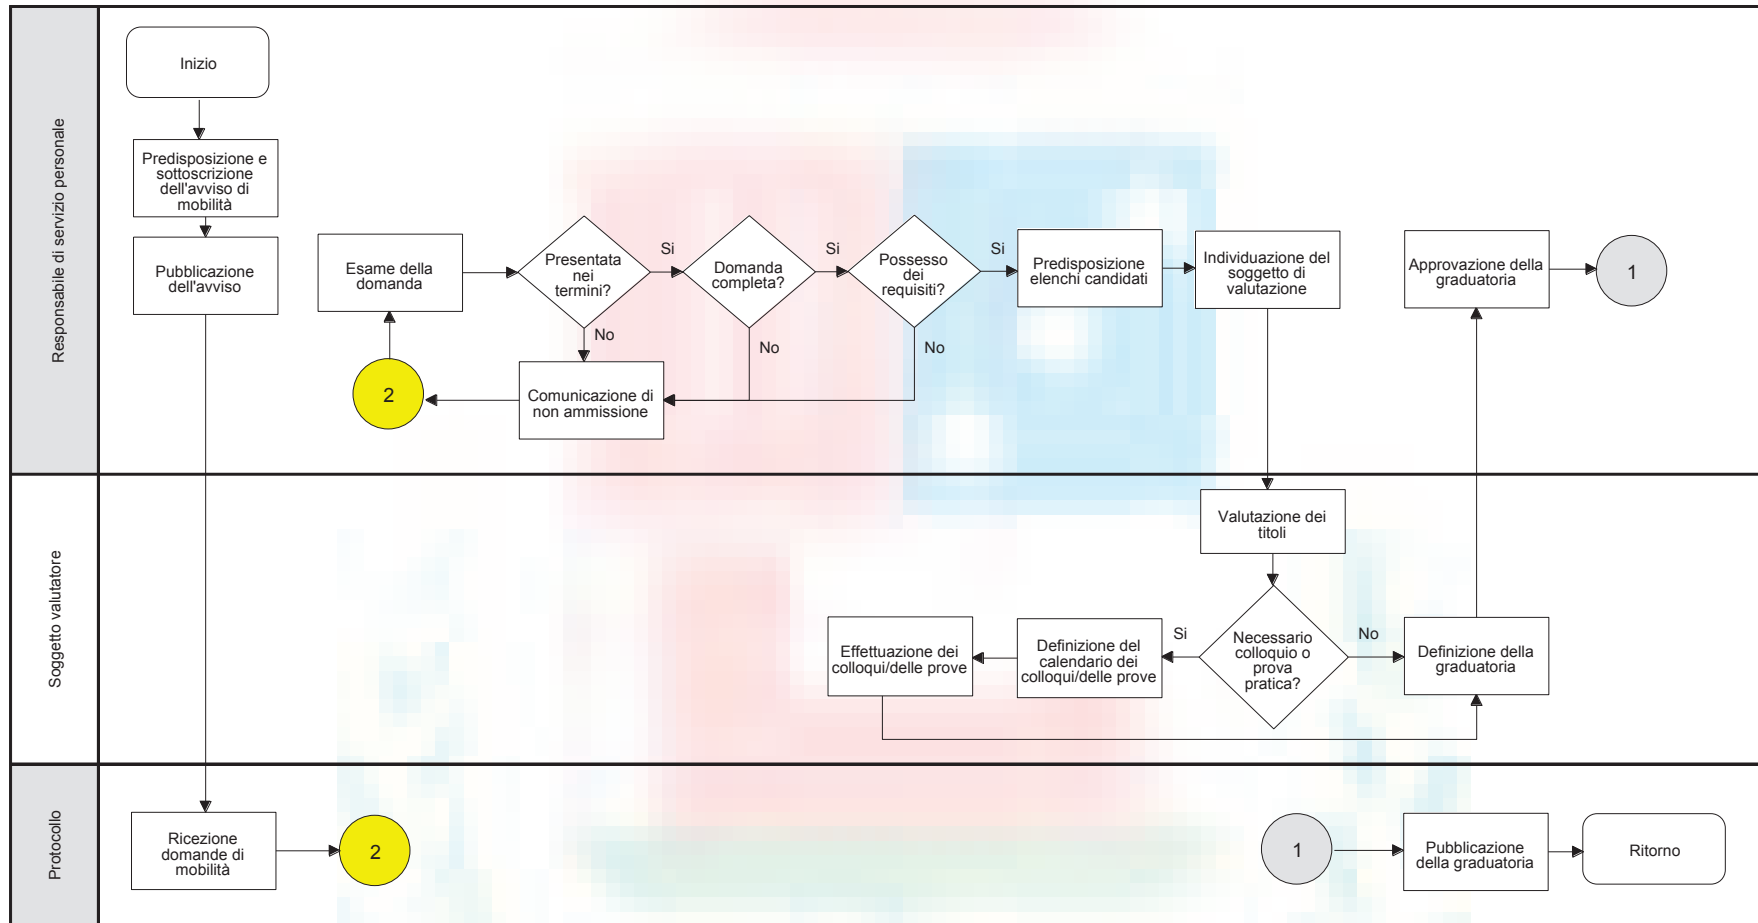 Responsabile di servizio personale
Inizio
Predisposizione e
sottoscrizione
dell'avviso di
mobilità
Pubblicazione
dell'avviso
Esame della
domanda
Presentata
nei
termini?
Si
No
Domanda
completa?
Si
No
Possesso
dei
requisiti?
Si
No
Predisposizione
elenchi candidati
Individuazione del
soggetto di
valutazione
Approvazione della
graduatoria
1
2
Comunicazione di
non ammissione
Soggetto valutatore
Valutazione dei
titoli
Necessario
colloquio o
prova
pratica?
Si
No
Definizione del
calendario dei
colloqui/delle prove
Effettuazione dei
colloqui/delle prove
Definizione della
graduatoria
Protocollo
Ricezione
domande di
mobilità
2
1
Pubblicazione
della graduatoria
Ritorno